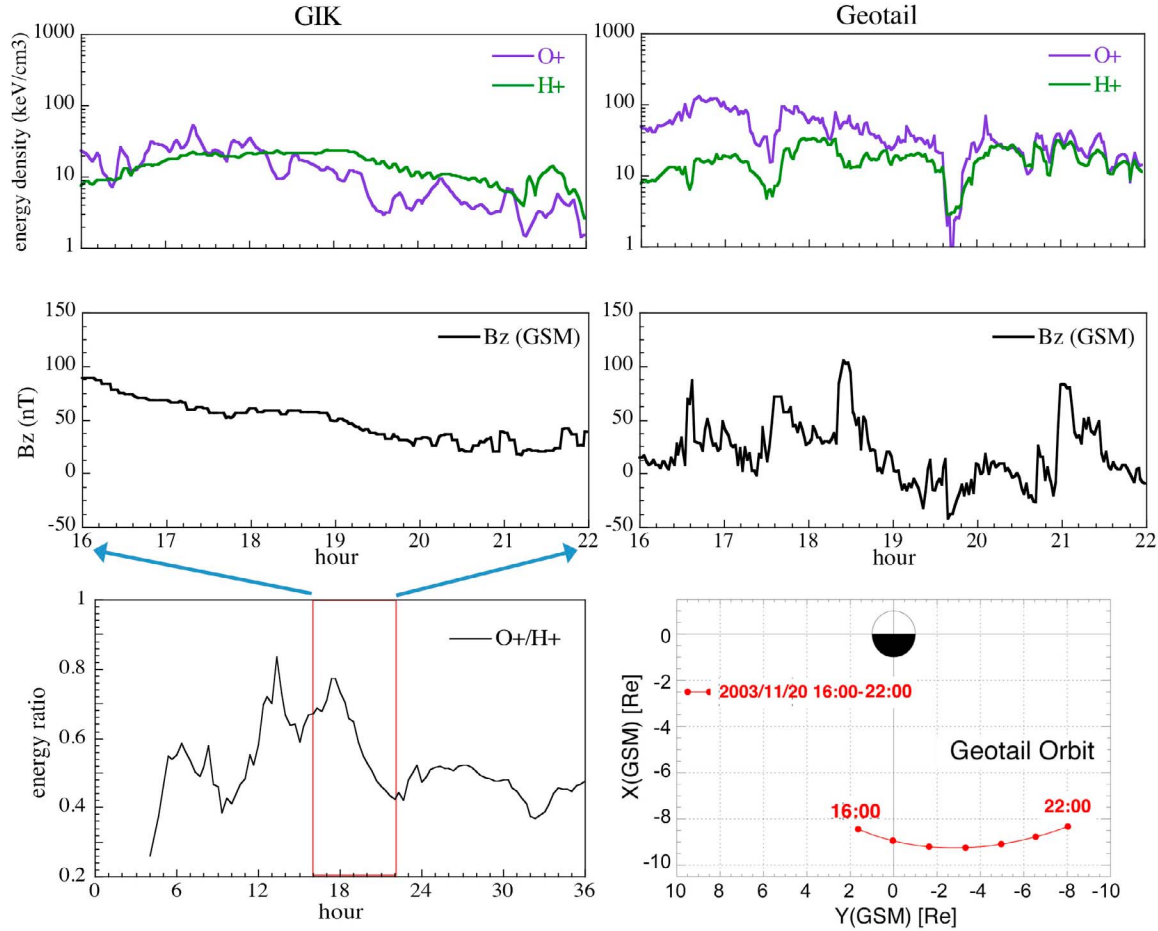 GIK
Geotail
energy density (keV/cm3)
1000
100
10
1
O+
H+
1000
100
10
1
O+
H+
Bz (nT)
150
100
50
0
-50
Bz (GSM)
16 17 18 19 20 21 22
hour
150
100
50
0
-50
Bz (GSM)
16 17 18 19 20 21 22
hour
energy ratio
1
0.8
0.6
0.4
0.2
O+/H+
0 6 12 18 24 30 36
hour
X(GSM) [Re]
0
-2
-4
-6
-8
-10
2003/11/20 16:00-22:00
Geotail Orbit
16:00
22:00
10 8 6 4 2 0 -2 -4 -6 -8 -10
Y(GSM) [Re]